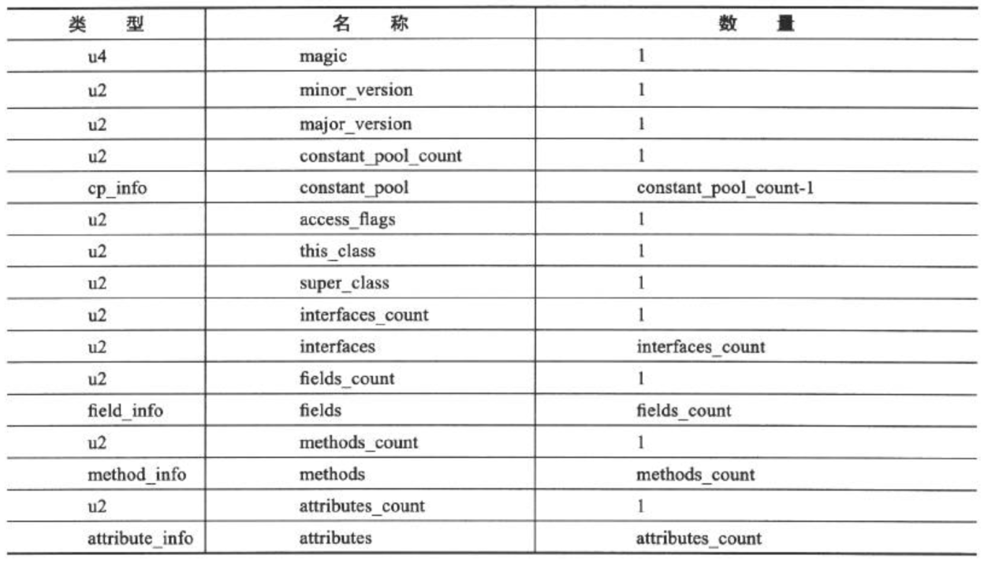 类 型 名 称 数 量
u4 magic 1
u2 minor_version 1
u2 major_version 1
u2 constant_pool_count 1
cp_info constant_pool constant_pool_count-1
u2 access_flags 1
u2 this_class 1
u2 super_class 1
u2 interfaces_count 1
u2 interfaces interfaces_count
u2 fields_count 1
field_info fields fields_count
u2 methods_count 1
method_info methods methods_count
u2 attributes_count 1
attribute_info attributes attributes_count